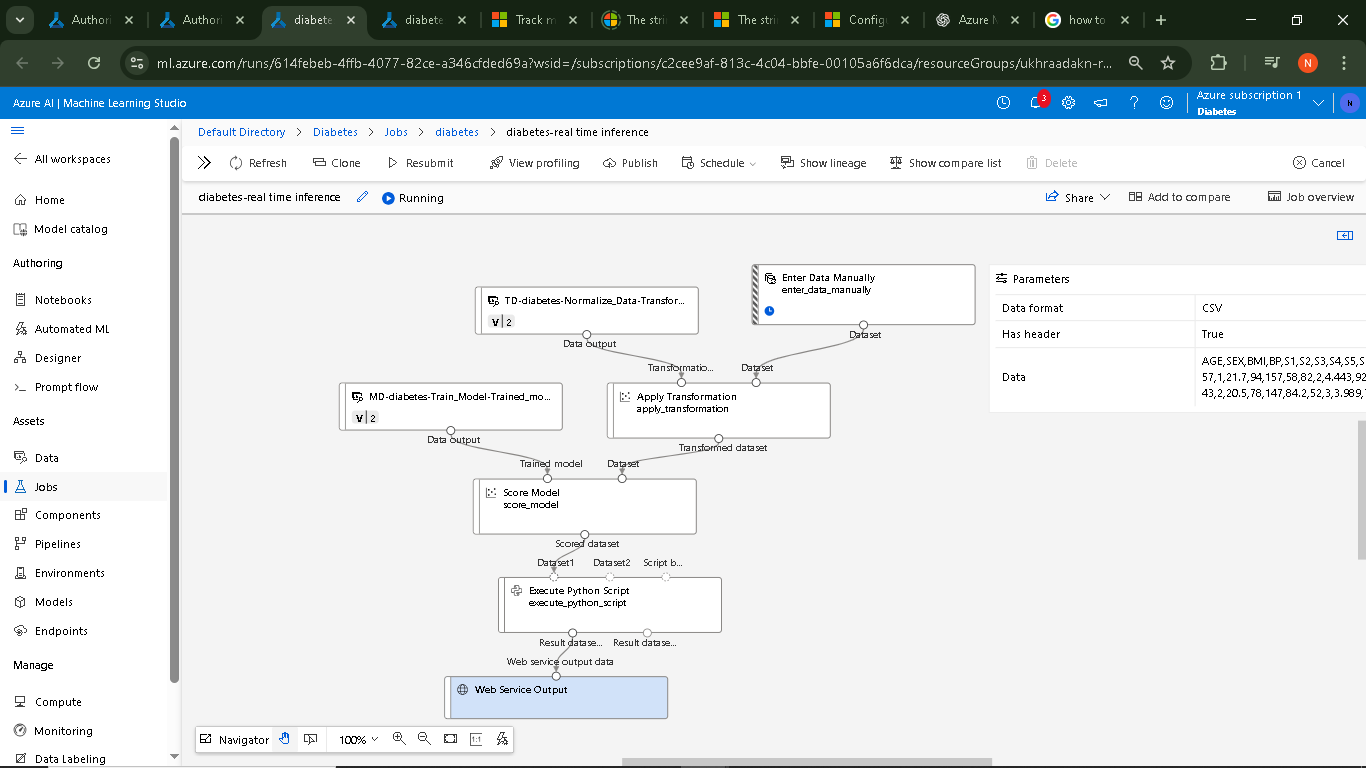 Authori
Authori
diabete
diabete
Track m
The stri
The stri
Config
Azure M
how to
ml.azure.com/runs/614febeb-4ffb-4077-82ce-a346cfded69a?wsid=/subscriptions/c2cee9af-813c-4c04-bbfe-00105a6f6dca/resourceGroups/ukhraadakn-r...
N
Azure AI | Machine Learning Studio
3
Azure subscription 1
Diabetes
N
All workspaces
Home
Model catalog
Authoring
Notebooks
Automated ML
Designer
Prompt flow
Assets
Data
Jobs
Components
Pipelines
Environments
Models
Endpoints
Manage
Compute
Monitoring
Data Labeling
Default Directory > Diabetes > Jobs > diabetes > diabetes-real time inference
Refresh
Clone
Resubmit
View profiling
Publish
Schedule
Show lineage
Show compare list
Delete
Cancel
diabetes-real time inference
Running
Share
Add to compare
Job overview
TD-diabetes-Normalize_Data-Transfor...
V 2
Data output
Enter Data Manually
enter_data_manually
Dataset
Parameters
Data format CSV
Has header True
Data
AGE,SEX,BMI,BP,S1,S2,S3,S4,S5,S
57,1,21.7,94,157,58,82,2,4.443,92
43,2,20.5,78,147,84.2,52,3,3.989,
Transformatio...
Dataset
MD-diabetes-Train_Model-Trained_mo...
V 2
Data output
Apply Transformation
apply_transformation
Transformed dataset
Trained model
Dataset
Score Model
score_model
Scored dataset
Dataset1
Dataset2
Script b...
Execute Python Script
execute_python_script
Result datase...
Result datase...
Web service output data
Web Service Output
Navigator
100%
1:1